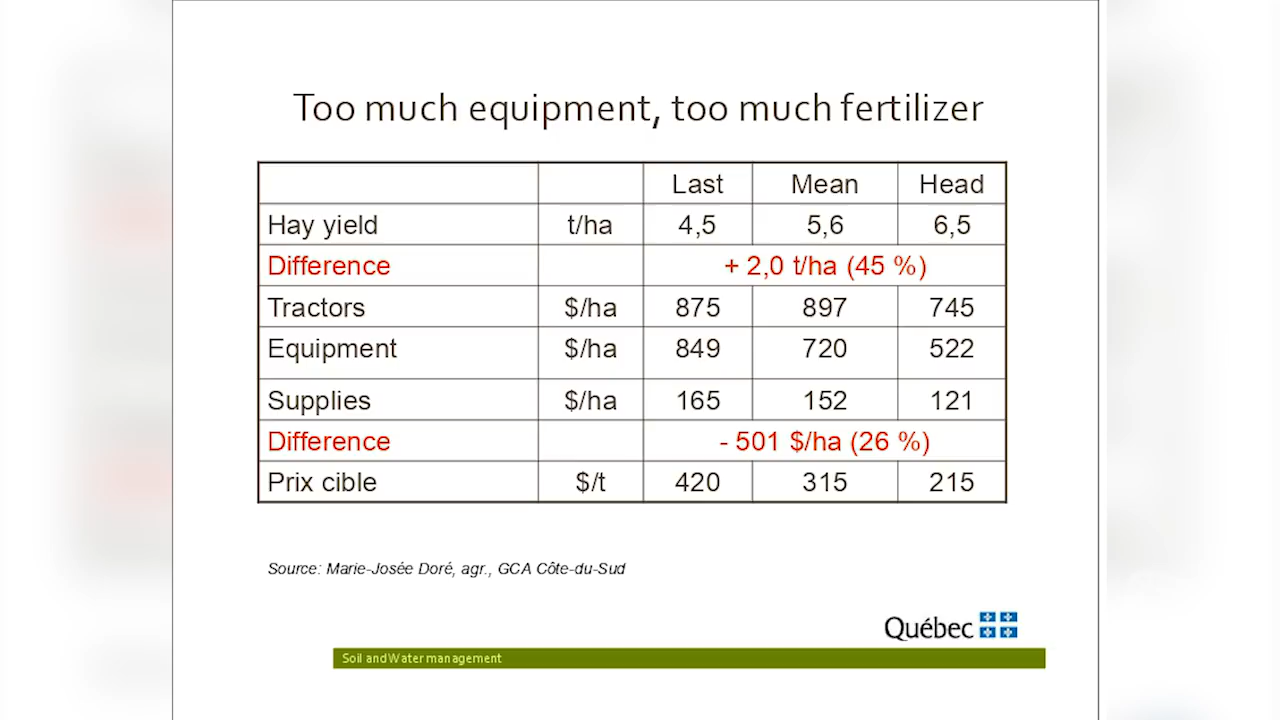 Too much equipment, too much fertilizer
Last Mean Head
Hay yield t/ha 4,5 5,6 6,5
Difference + 2,0 t/ha (45 %)
Tractors $/ha 875 897 745
Equipment $/ha 849 720 522
Supplies $/ha 165 152 121
Difference - 501 $/ha (26 %)
Prix cible $/t 420 315 215
Source: Marie-Josée Doré, agr., GCA Côte-du-Sud
Québec
Soil and Water management